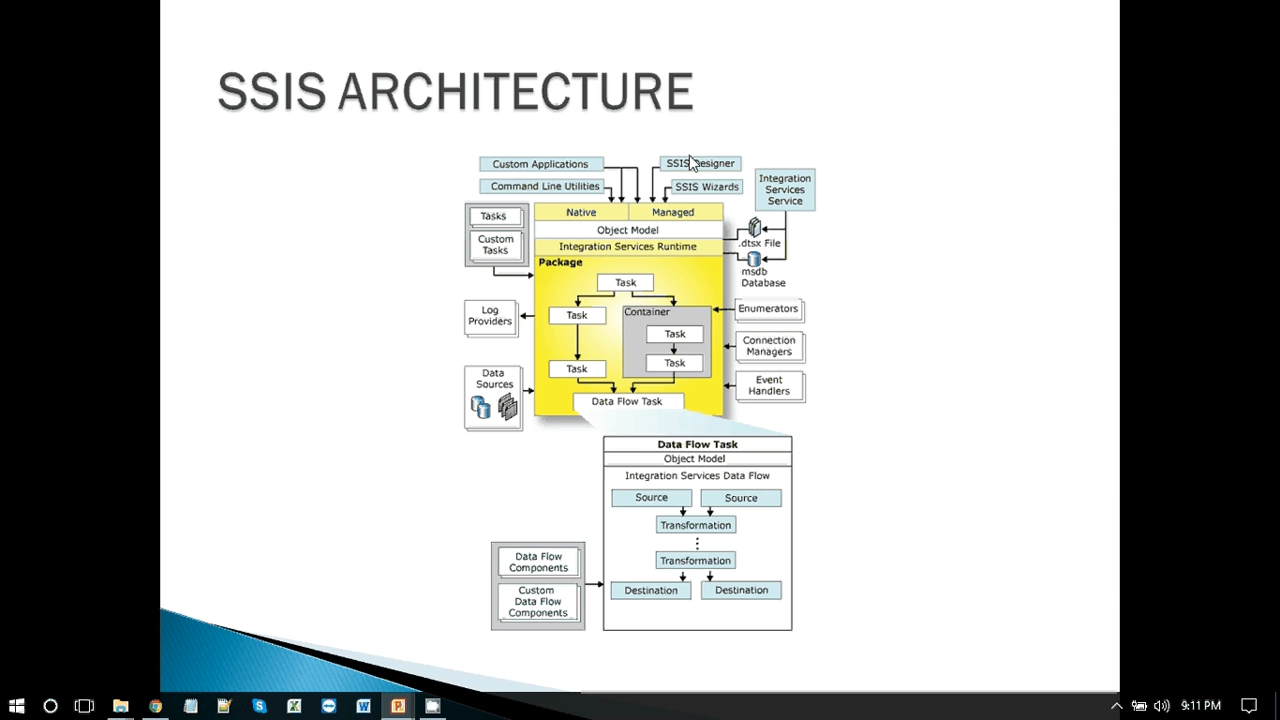 SSIS ARCHITECTURE
Custom Applications
SSIS Designer
Command Line Utilities
SSIS Wizards
Integration
Services
Service
Tasks
Custom
Tasks
Native
Managed
Object Model
Integration Services Runtime
Package
.dtsx File
msdb
Database
Task
Task
Container
Task
Task
Task
Data Flow Task
Log
Providers
Data
Sources
Enumerators
Connection
Managers
Event
Handlers
Data Flow Task
Object Model
Integration Services Data Flow
Source
Source
Transformation
Transformation
Destination
Destination
Data Flow
Components
Custom
Data Flow
Components
9:11 PM